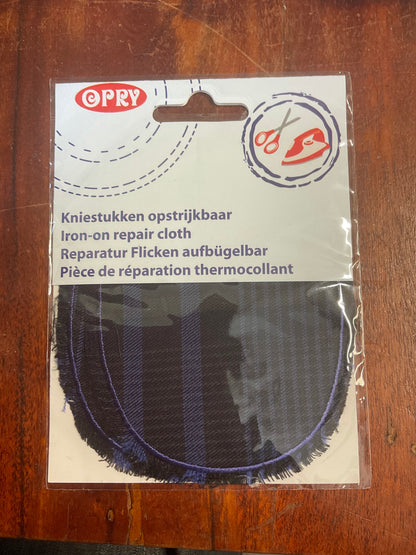 OPRY
Kniestukken opstrijkbaar
Iron-on repair cloth
Reparatur Flicken aufbügelbar
Pièce de réparation thermocollant